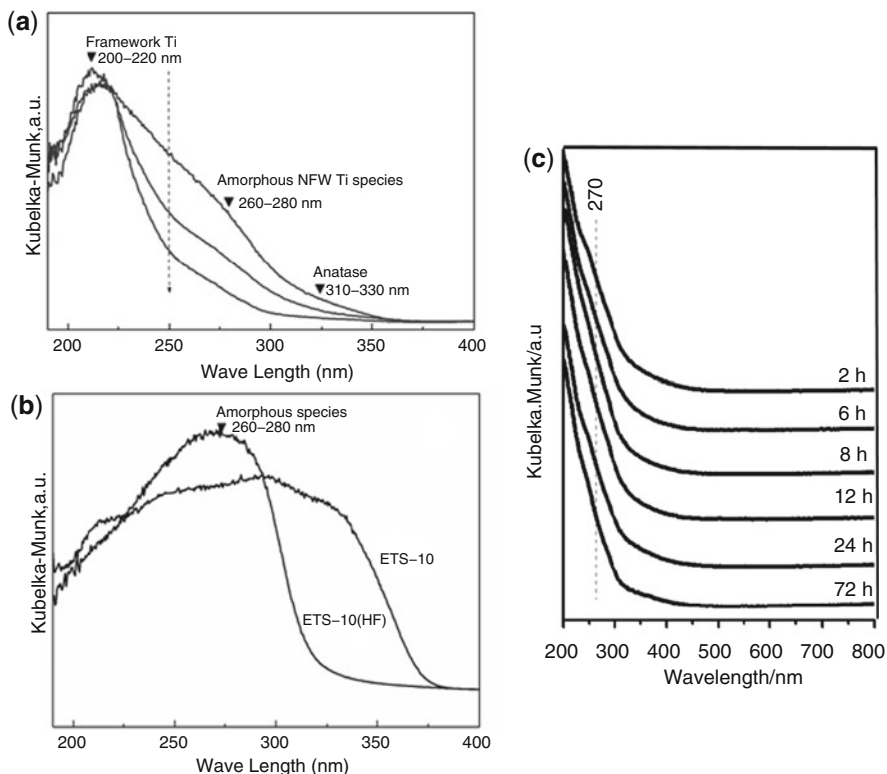 (a)
Framework Ti
200–220 nm
Amorphous NFW Ti species
260–280 nm
Anatase
310–330 nm
Kubelka-Munk,a.u.
200 250 300 350 400
Wave Length (nm)
(b)
Amorphous species
260–280 nm
ETS–10
ETS–10(HF)
Kubelka-Munk,a.u.
200 250 300 350 400
Wave Length (nm)
(c)
270
2 h
6 h
8 h
12 h
24 h
72 h
Kubelka.Munk/a.u
200 300 400 500 600 700 800
Wavelength/nm